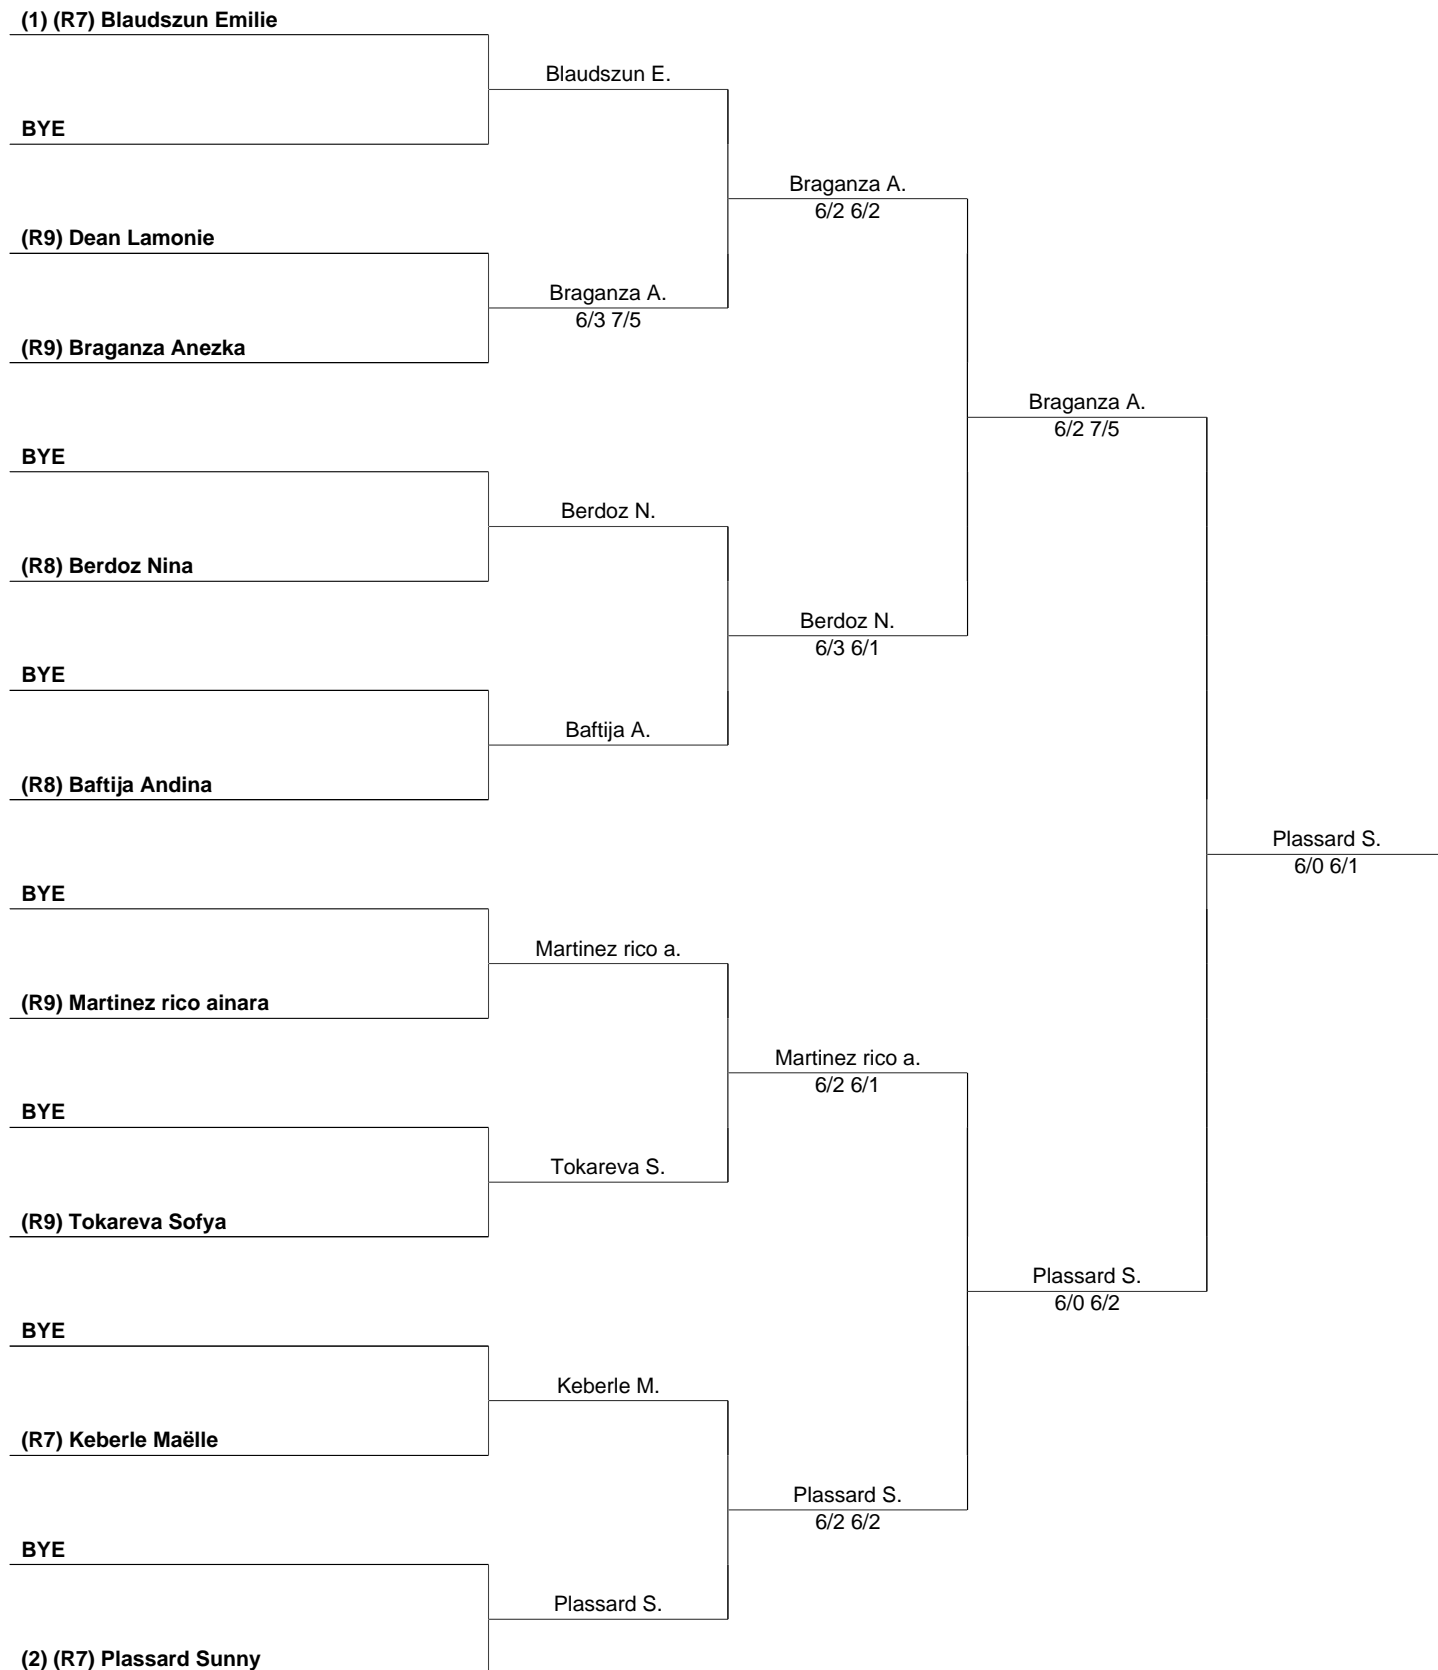 (1) (R7) Blaudszun Emilie
Blaudszun E.
BYE
Braganza A.
6/2 6/2
(R9) Dean Lamonie
Braganza A.
6/3 7/5
(R9) Braganza Anezka
Braganza A.
6/2 7/5
BYE
Berdoz N.
(R8) Berdoz Nina
Berdoz N.
6/3 6/1
BYE
Baftija A.
(R8) Baftija Andina
Plassard S.
6/0 6/1
BYE
Martinez rico a.
(R9) Martinez rico ainara
Martinez rico a.
6/2 6/1
BYE
Tokareva S.
(R9) Tokareva Sofya
Plassard S.
6/0 6/2
BYE
Keberle M.
(R7) Keberle Maëlle
Plassard S.
6/2 6/2
BYE
Plassard S.
(2) (R7) Plassard Sunny